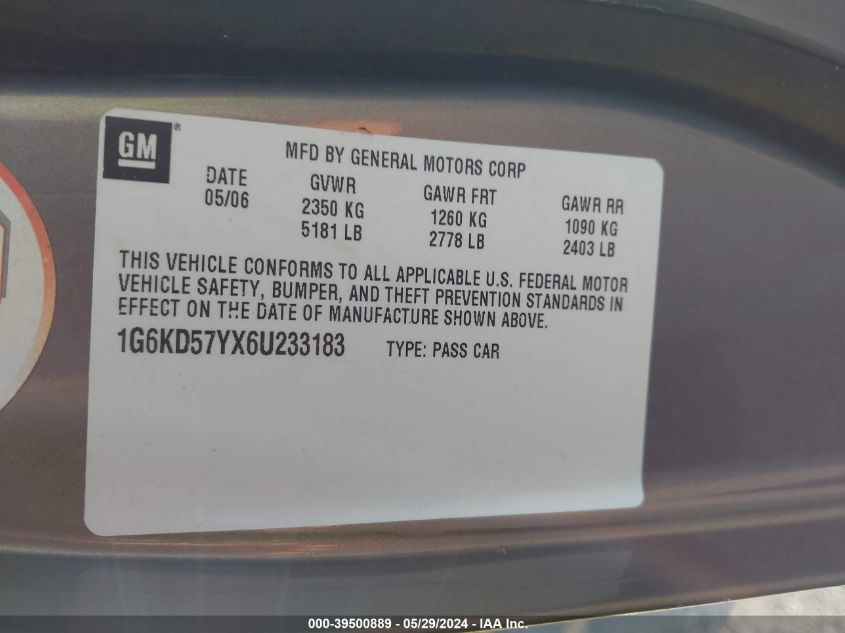 GM®
MFD BY GENERAL MOTORS CORP
DATE GVWR GAWR FRT GAWR RR
05/06 2350 KG 1260 KG 1090 KG
5181 LB 2778 LB 2403 LB
THIS VEHICLE CONFORMS TO ALL APPLICABLE U.S. FEDERAL MOTOR
VEHICLE SAFETY, BUMPER, AND THEFT PREVENTION STANDARDS IN
EFFECT ON THE DATE OF MANUFACTURE SHOWN ABOVE.
1G6KD57YX6U233183 TYPE: PASS CAR
000-39500889 - 05/29/2024 - IAA Inc.